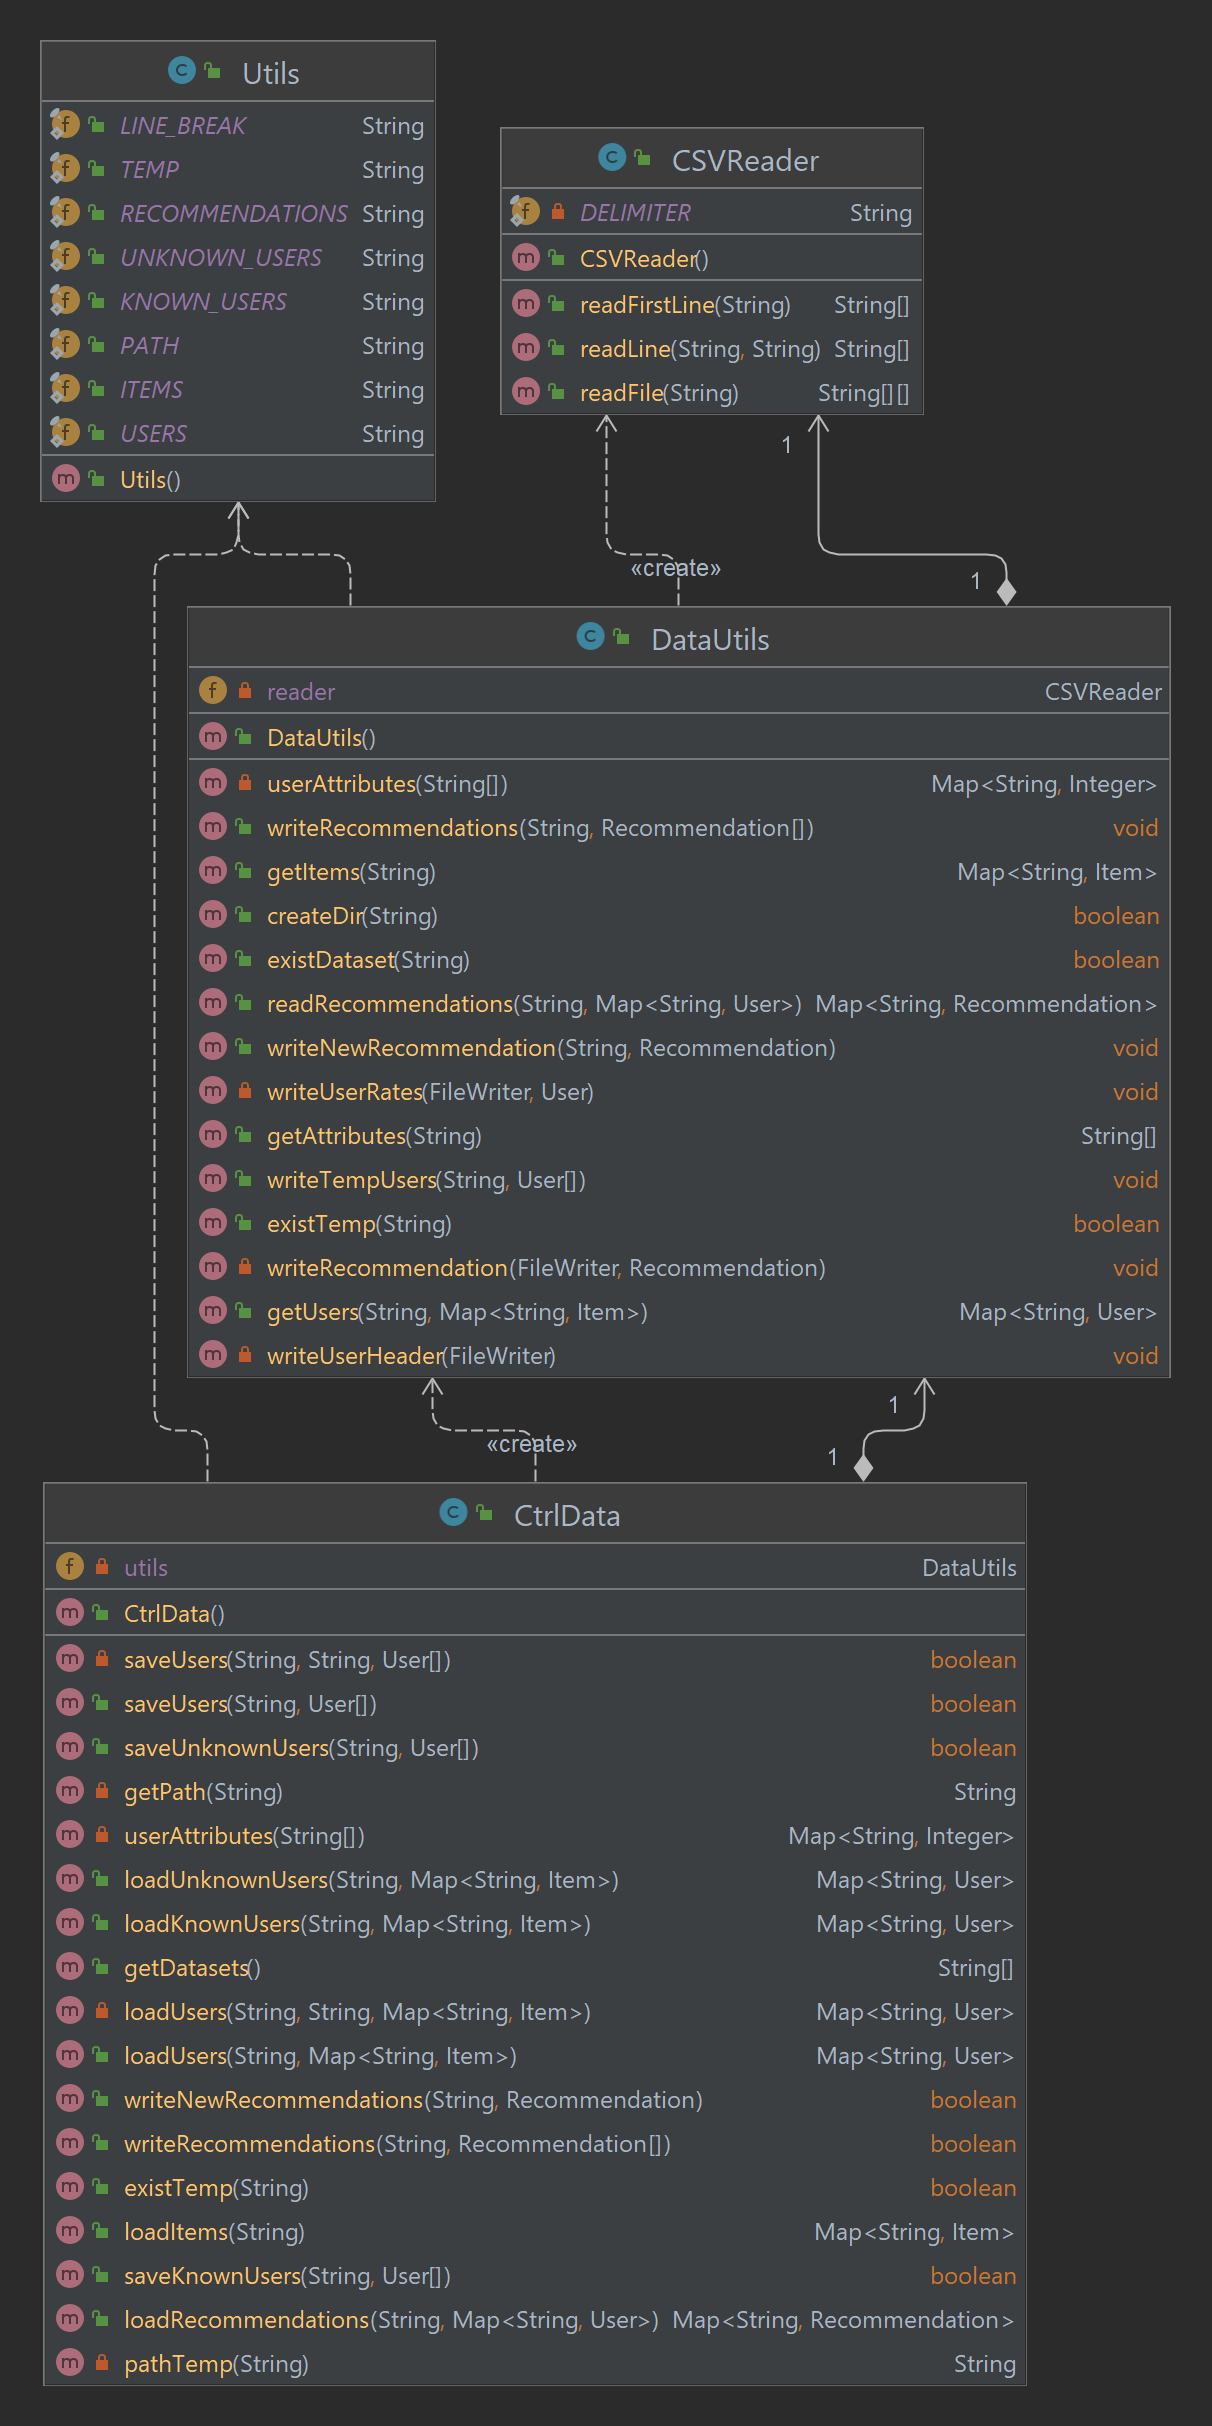 Utils
LINE_BREAK String
TEMP String
RECOMMENDATIONS String
UNKNOWN_USERS String
KNOWN_USERS String
PATH String
ITEMS String
USERS String
Utils()
CSVReader
DELIMITER String
CSVReader()
readFirstLine(String) String[]
readLine(String, String) String[]
readFile(String) String[][]
1
«create»
1
DataUtils
reader CSVReader
DataUtils()
userAttributes(String[]) Map<String, Integer>
writeRecommendations(String, Recommendation[]) void
getItems(String) Map<String, Item>
createDir(String) boolean
existDataset(String) boolean
readRecommendations(String, Map<String, User>) Map<String, Recommendation>
writeNewRecommendation(String, Recommendation) void
writeUserRates(FileWriter, User) void
getAttributes(String) String[]
writeTempUsers(String, User[]) void
existTemp(String) boolean
writeRecommendation(FileWriter, Recommendation) void
getUsers(String, Map<String, Item>) Map<String, User>
writeUserHeader(FileWriter) void
1
«create»
1
CtrlData
utils DataUtils
CtrlData()
saveUsers(String, String, User[]) boolean
saveUsers(String, User[]) boolean
saveUnknownUsers(String, User[]) boolean
getPath(String) String
userAttributes(String[]) Map<String, Integer>
loadUnknownUsers(String, Map<String, Item>) Map<String, User>
loadKnownUsers(String, Map<String, Item>) Map<String, User>
getDatasets() String[]
loadUsers(String, String, Map<String, Item>) Map<String, User>
loadUsers(String, Map<String, Item>) Map<String, User>
writeNewRecommendations(String, Recommendation) boolean
writeRecommendations(String, Recommendation[]) boolean
existTemp(String) boolean
loadItems(String) Map<String, Item>
saveKnownUsers(String, User[]) boolean
loadRecommendations(String, Map<String, User>) Map<String, Recommendation>
pathTemp(String) String